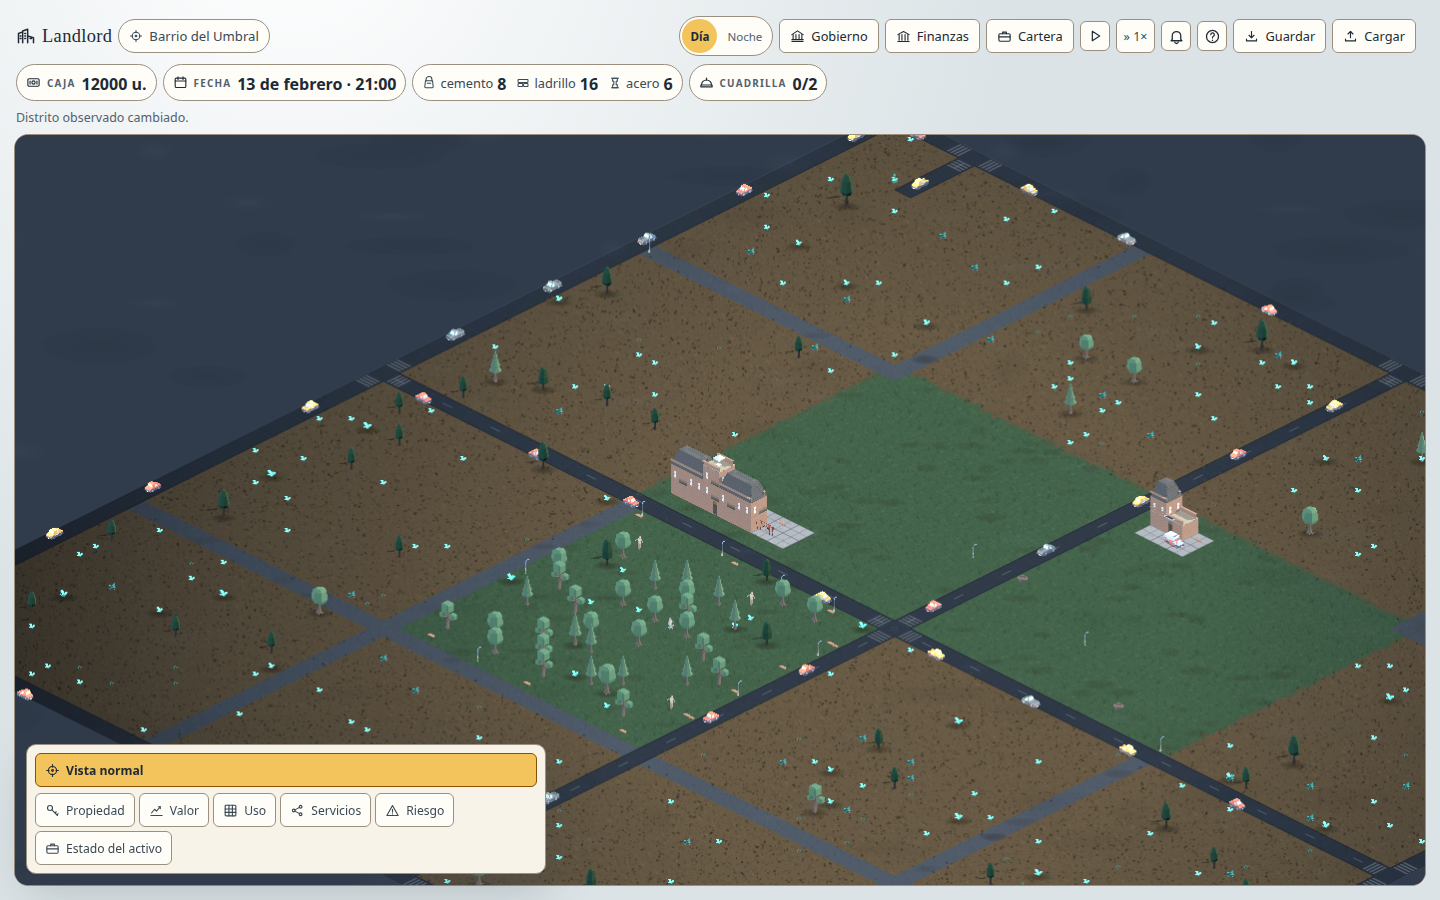 Landlord
Barrio del Umbral
Día
Noche
Gobierno
Finanzas
Cartera
» 1×
Guardar
Cargar
CAJA 12000 u.
FECHA 13 de febrero · 21:00
cemento 8 ladrillo 16 acero 6
CUADRILLA 0/2
Distrito observado cambiado.
Vista normal
Propiedad
Valor
Uso
Servicios
Riesgo
Estado del activo